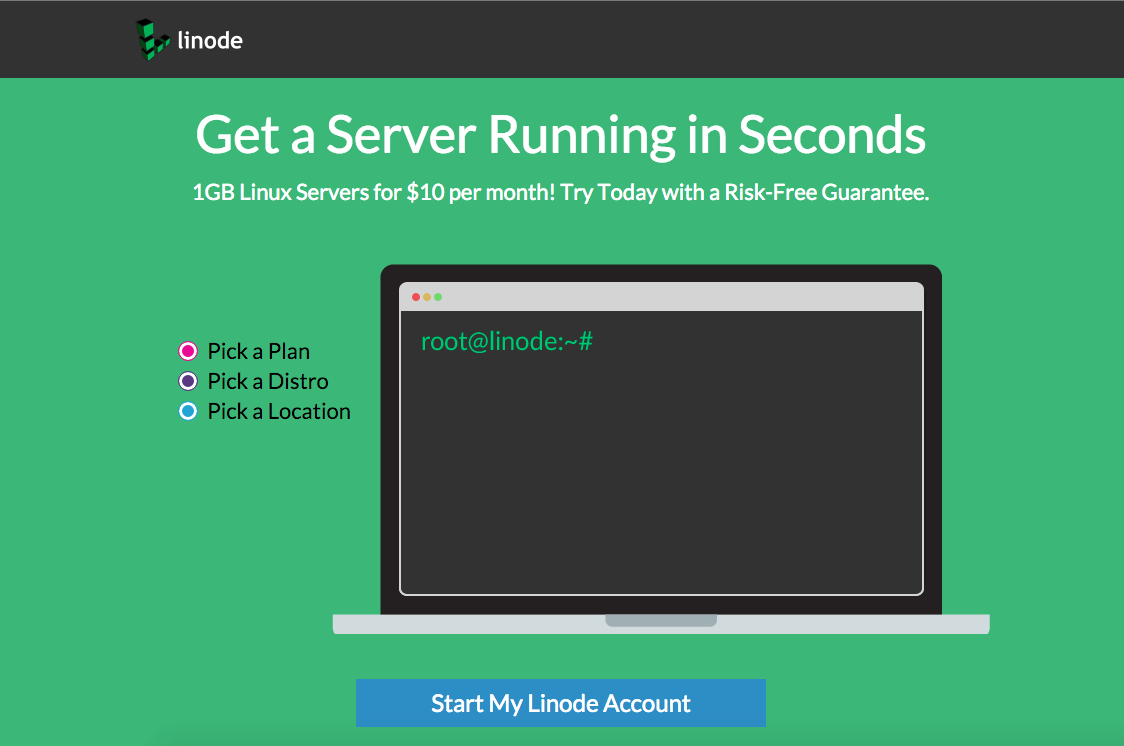 linode
Get a Server Running in Seconds
1GB Linux Servers for $10 per month! Try Today with a Risk-Free Guarantee.
root@linode:~#
Pick a Plan
Pick a Distro
Pick a Location
Start My Linode Account